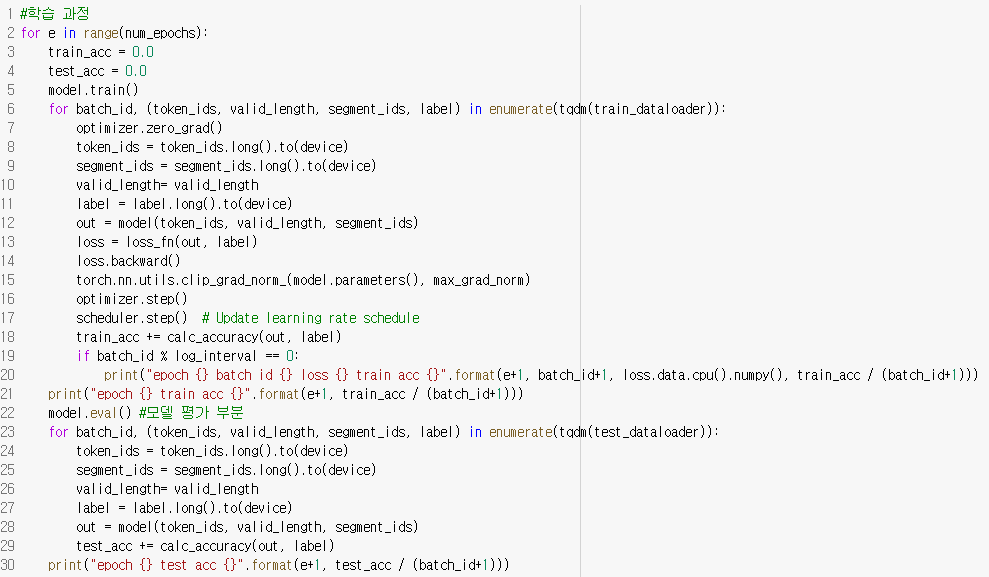 1 #학습 과정
2 for e in range(num_epochs):
3     train_acc = 0.0
4     test_acc = 0.0
5     model.train()
6     for batch_id, (token_ids, valid_length, segment_ids, label) in enumerate(tqdm(train_dataloader)):
7         optimizer.zero_grad()
8         token_ids = token_ids.long().to(device)
9         segment_ids = segment_ids.long().to(device)
10         valid_length= valid_length
11         label = label.long().to(device)
12         out = model(token_ids, valid_length, segment_ids)
13         loss = loss_fn(out, label)
14         loss.backward()
15         torch.nn.utils.clip_grad_norm_(model.parameters(), max_grad_norm)
16         optimizer.step()
17         scheduler.step()  # Update learning rate schedule
18         train_acc += calc_accuracy(out, label)
19         if batch_id % log_interval == 0:
20             print("epoch {} batch id {} loss {} train acc {}".format(e+1, batch_id+1, loss.data.cpu().numpy(), train_acc / (batch_id+1)))
21     print("epoch {} train acc {}".format(e+1, train_acc / (batch_id+1)))
22     model.eval() #모델 평가 부분
23     for batch_id, (token_ids, valid_length, segment_ids, label) in enumerate(tqdm(test_dataloader)):
24         token_ids = token_ids.long().to(device)
25         segment_ids = segment_ids.long().to(device)
26         valid_length= valid_length
27         label = label.long().to(device)
28         out = model(token_ids, valid_length, segment_ids)
29         test_acc += calc_accuracy(out, label)
30     print("epoch {} test acc {}".format(e+1, test_acc / (batch_id+1)))